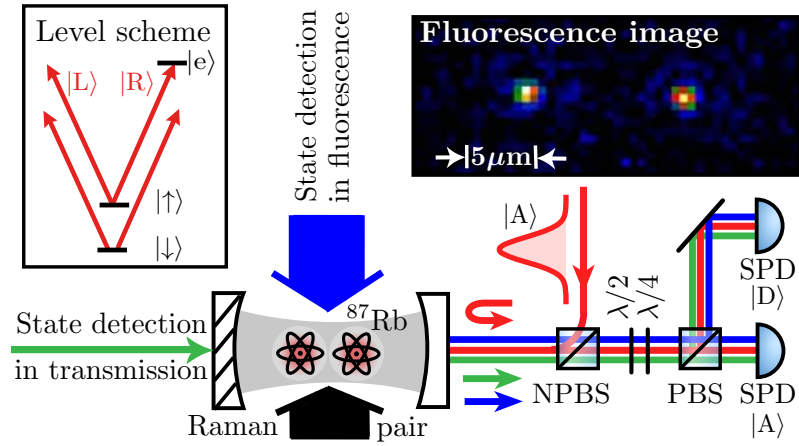 Level scheme
|e⟩
|L⟩ |R⟩
|↑⟩
|↓⟩
State detection
in fluorescence
Fluorescence image
5μm
|A⟩
λ/2
λ/4
SPD
|D⟩
⁸⁷Rb
State detection
in transmission
NPBS
PBS
SPD
|A⟩
Raman
pair